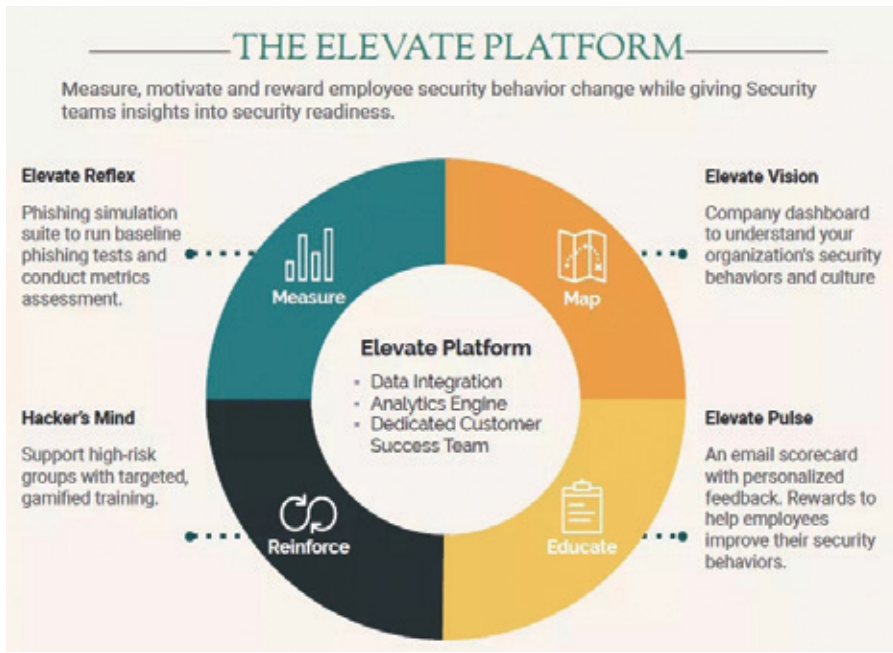 THE ELEVATE PLATFORM
Measure, motivate and reward employee security behavior change while giving Security
teams insights into security readiness.
Elevate Reflex
Phishing simulation
suite to run baseline
phishing tests and
conduct metrics
assessment.
Measure
Map
Elevate Vision
Company dashboard
to understand your
organization's security
behaviors and culture
Elevate Platform
• Data Integration
• Analytics Engine
• Dedicated Customer
Success Team
Hacker's Mind
Support high-risk
groups with targeted,
gamified training.
Reinforce
Educate
Elevate Pulse
An email scorecard
with personalized
feedback. Rewards to
help employees
improve their security
behaviors.